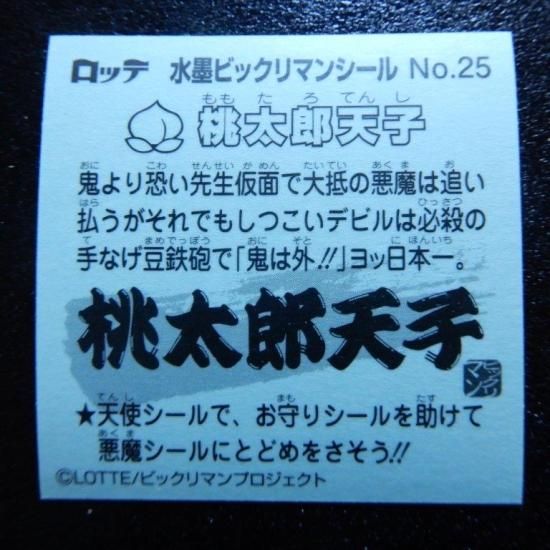 ロッテ 水墨ビックリマンシール No.25
ももたろてんし
桃太郎天子
おに こわ せんせいかめん たいてい あくま お
鬼より恐い先生仮面で大抵の悪魔は追い
はら ひっさつ
払うがそれでもしつこいデビルは必殺の
て まめでっぽう おに そと にほんいち
手なげ豆鉄砲で「鬼は外!!」ヨッ日本一。
桃太郎天子
ビックリマン
てんし まも たす
★天使シールで、お守りシールを助けて
あくま
悪魔シールにとどめをさそう!!
©LOTTE/ビックリマンプロジェクト